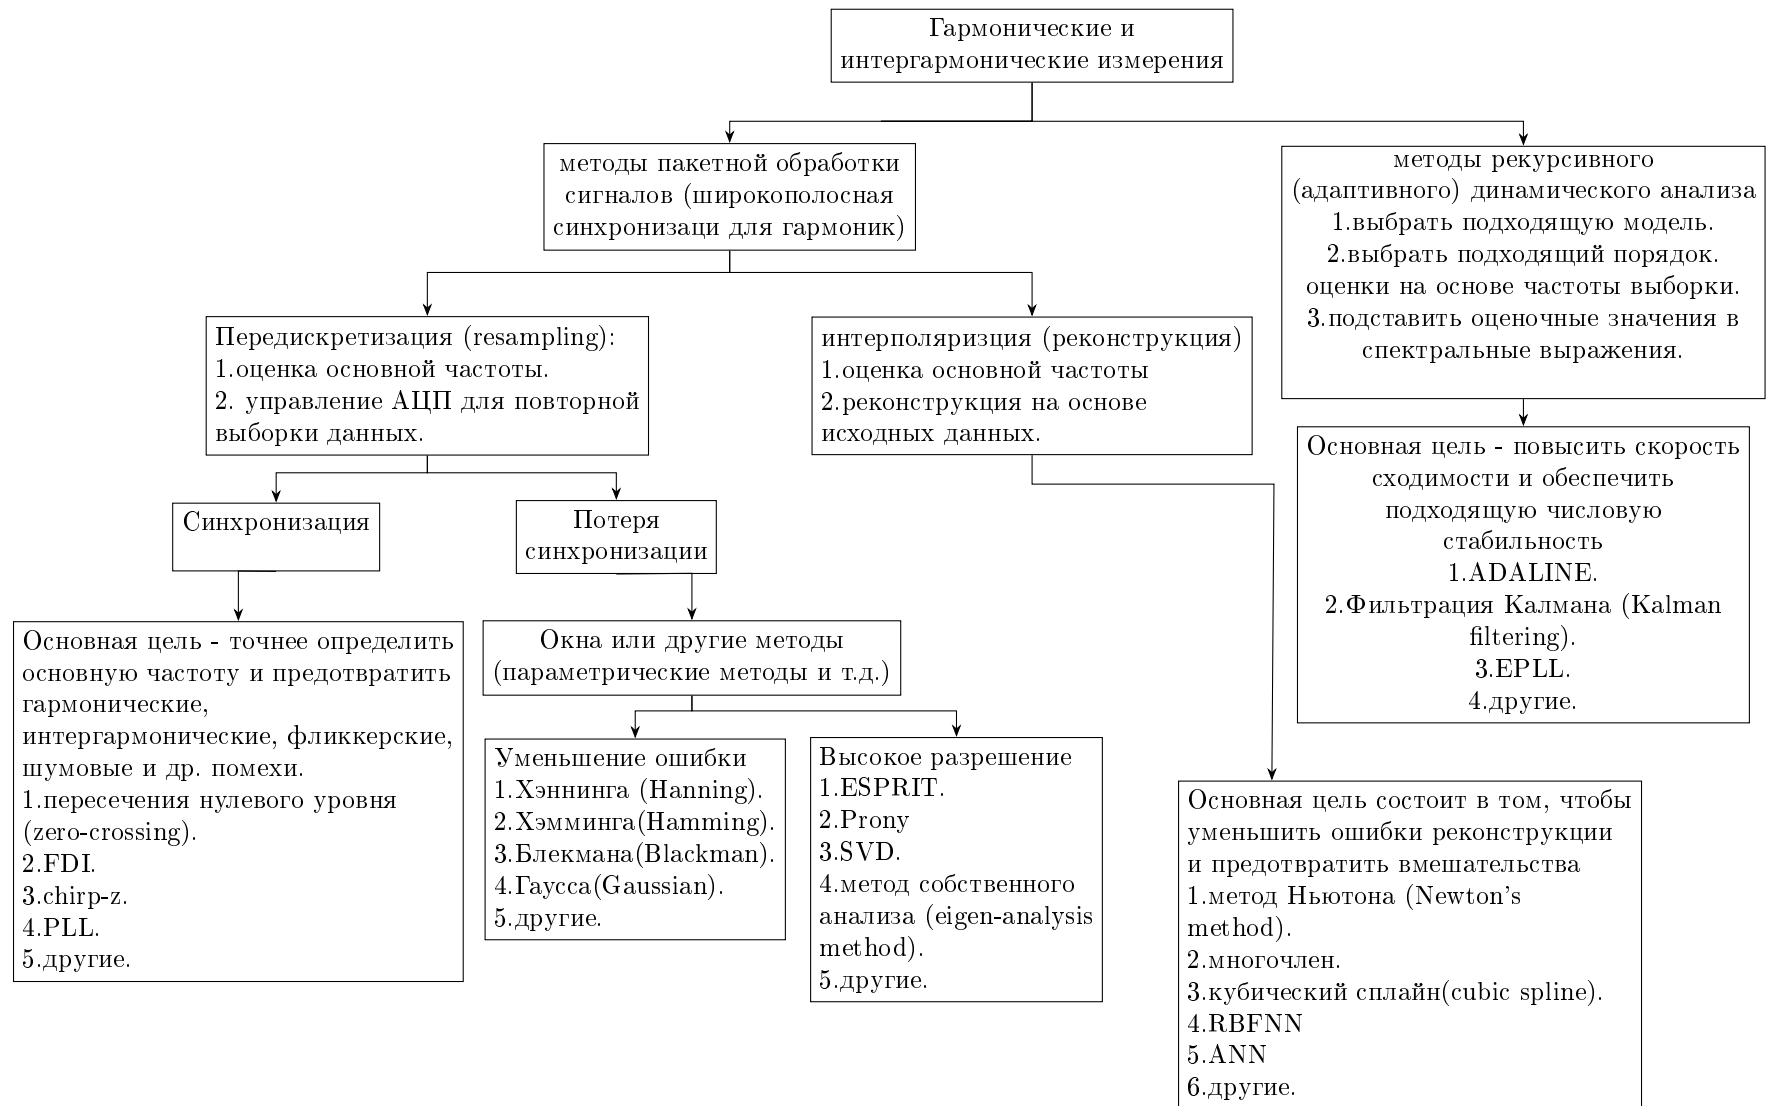 Гармонические и
интергармонические измерения
методы пакетной обработки
сигналов (широкополосная
синхронизаци для гармоник)
методы рекурсивного
(адаптивного) динамического анализа
1.выбрать подходящую модель.
2.выбрать подходящий порядок.
оценки на основе частоты выборки.
3.подставить оценочные значения в
спектральные выражения.
Передискретизация (resampling):
1.оценка основной частоты.
2. управление АЦП для повторной
выборки данных.
интерполяризция (реконструкция)
1.оценка основной частоты
2.реконструкция на основе
исходных данных.
Основная цель - повысить скорость
сходимости и обеспечить
подходящую числовую
стабильность
1.ADALINE.
2.Фильтрация Калмана (Kalman
filtering).
3.EPLL.
4.другие.
Синхронизация
Потеря
синхронизации
Основная цель - точнее определить
основную частоту и предотвратить
гармонические,
интергармонические, фликкерские,
шумовые и др. помехи.
1.пересечения нулевого уровня
(zero-crossing).
2.FDI.
3.chirp-z.
4.PLL.
5.другие.
Окна или другие методы
(параметрические методы и т.д.)
Уменьшение ошибки
1.Хэннинга (Hanning).
2.Хэмминга(Hamming).
3.Блекмана(Blackman).
4.Гаусса(Gaussian).
5.другие.
Высокое разрешение
1.ESPRIT.
2.Prony
3.SVD.
4.метод собственного
анализа (eigen-analysis
method).
5.другие.
Основная цель состоит в том, чтобы
уменьшить ошибки реконструкции
и предотвратить вмешательства
1.метод Ньютона (Newton's
method).
2.многочлен.
3.кубический сплайн(cubic spline).
4.RBFNN
5.ANN
6.другие.